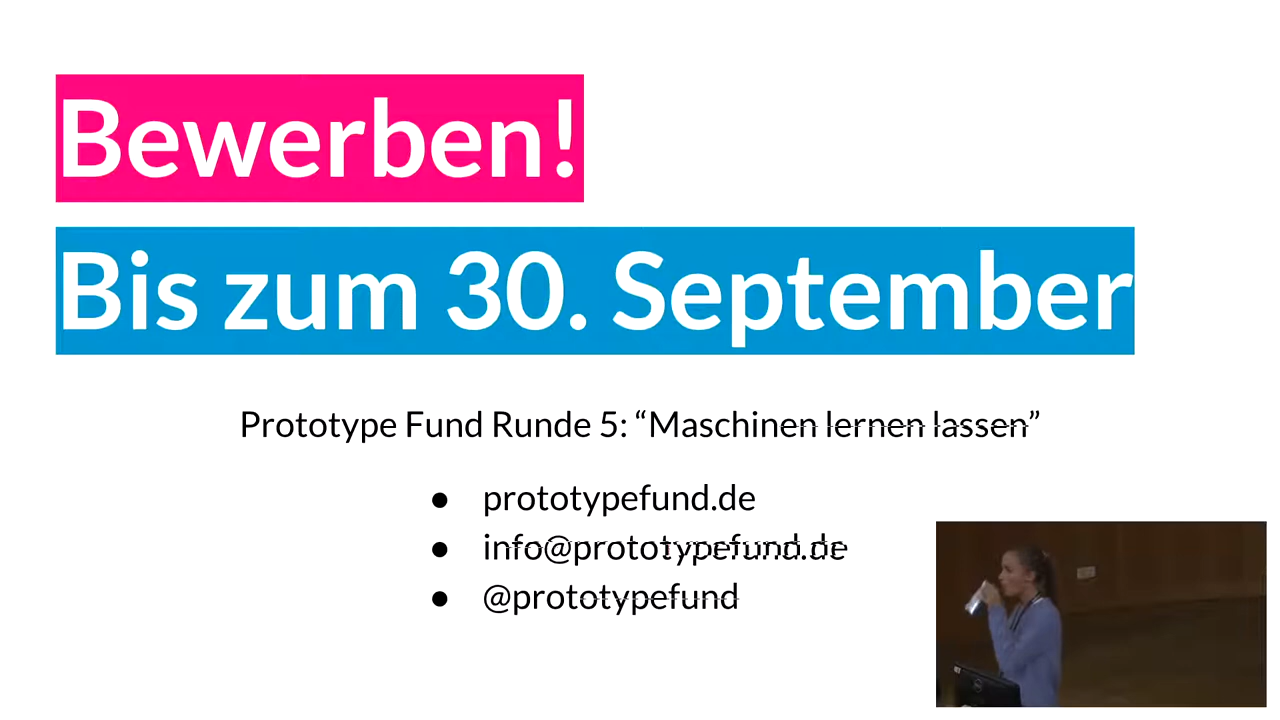 Bewerben!
Bis zum 30. September
Prototype Fund Runde 5: “Maschinen lernen lassen”
● prototypefund.de
● info@prototypefund.de
● @prototypefund